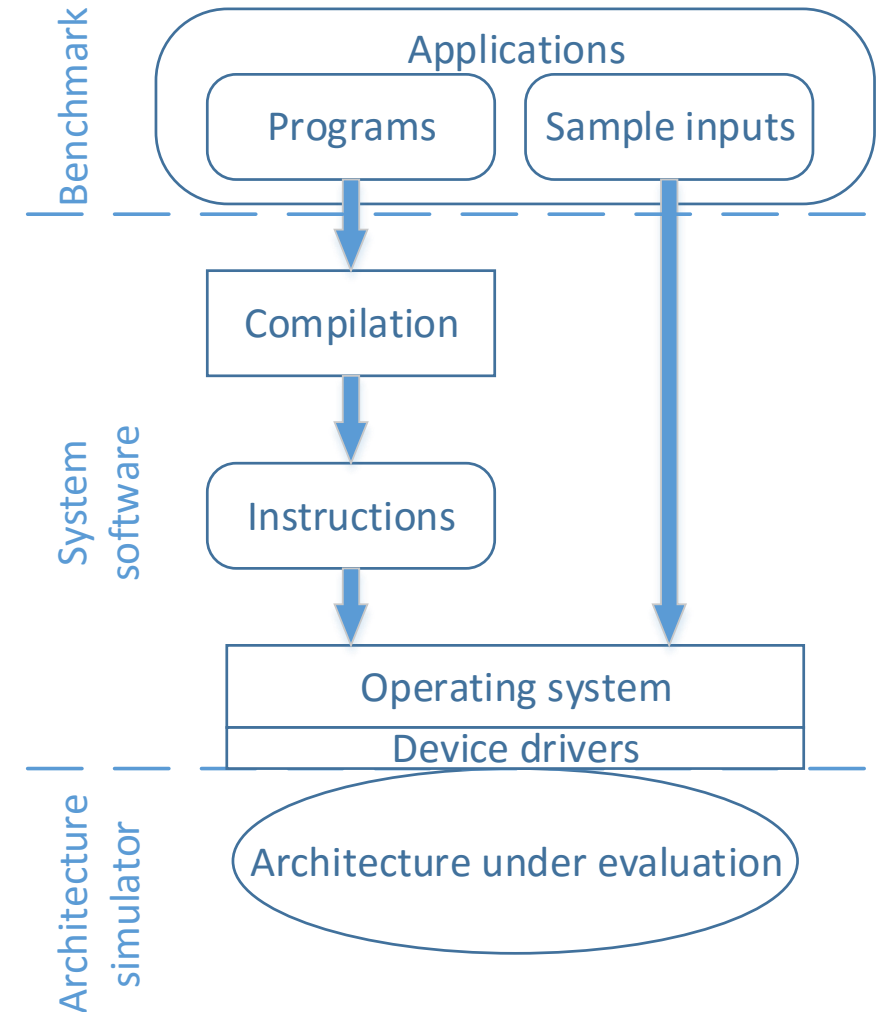 Benchmark
Applications
Programs
Sample inputs
System
software
Compilation
Instructions
Operating system
Device drivers
Architecture
simulator
Architecture under evaluation